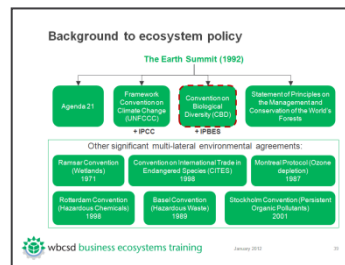 Background to ecosystem policy
The Earth Summit (1992)
Agenda 21
Framework
Convention on
Climate Change
(UNFCCC)
Convention on
Biological
Diversity (CBD)
Statement of Principles on
the Management and
Conservation of the World's
Forests
+ IPCC
+ IPBES
Other significant multi-lateral environmental agreements:
Ramsar Convention
(Wetlands)
1971
Convention on International Trade in
Endangered Species (CITES)
1998
Montreal Protocol (Ozone
depletion)
1987
Rotterdam Convention
(Hazardous Chemicals)
1998
Basel Convention
(Hazardous Waste)
1989
Stockholm Convention (Persistent
Organic Pollutants)
2001
wbcsd business ecosystems training
January 2012